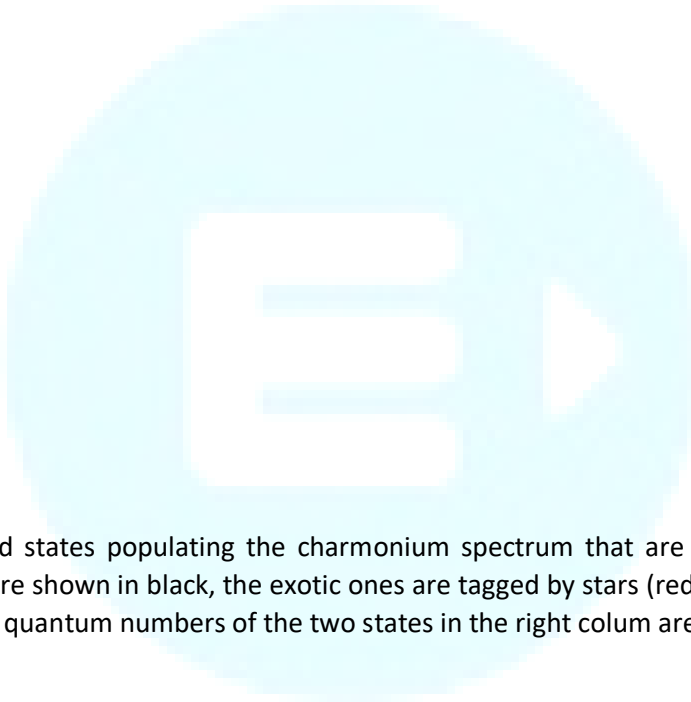 d states populating the charmonium spectrum that are
re shown in black, the exotic ones are tagged by stars (red
quantum numbers of the two states in the right colum are